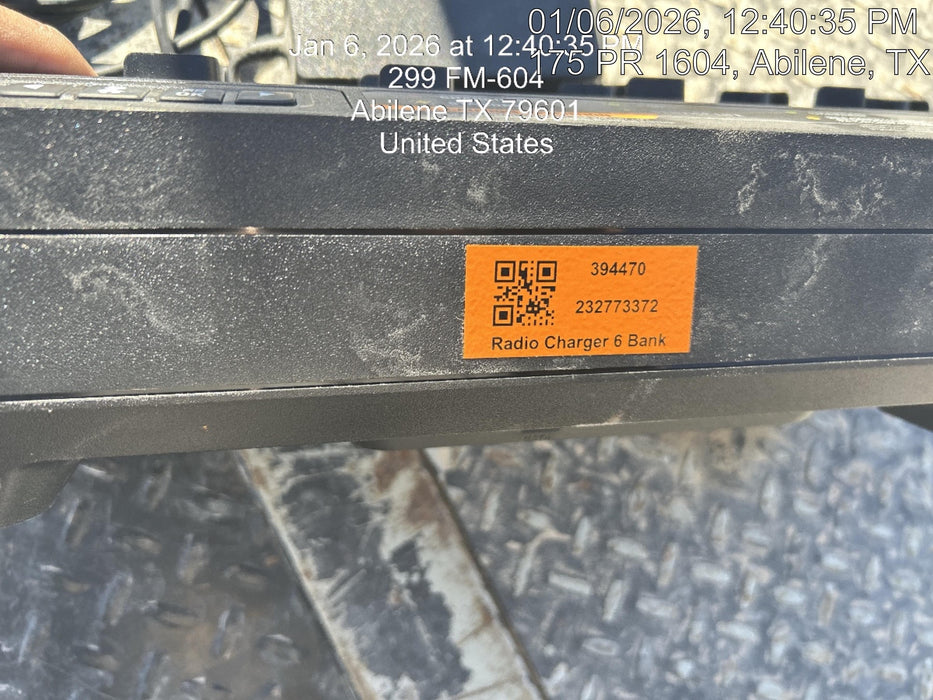 01/06/2026, 12:40:35 PM
175 PR 1604, Abilene, TX
Jan 6, 2026 at 12:40:35 PM
299 FM-604
Abilene TX 79601
United States
394470
232773372
Radio Charger 6 Bank